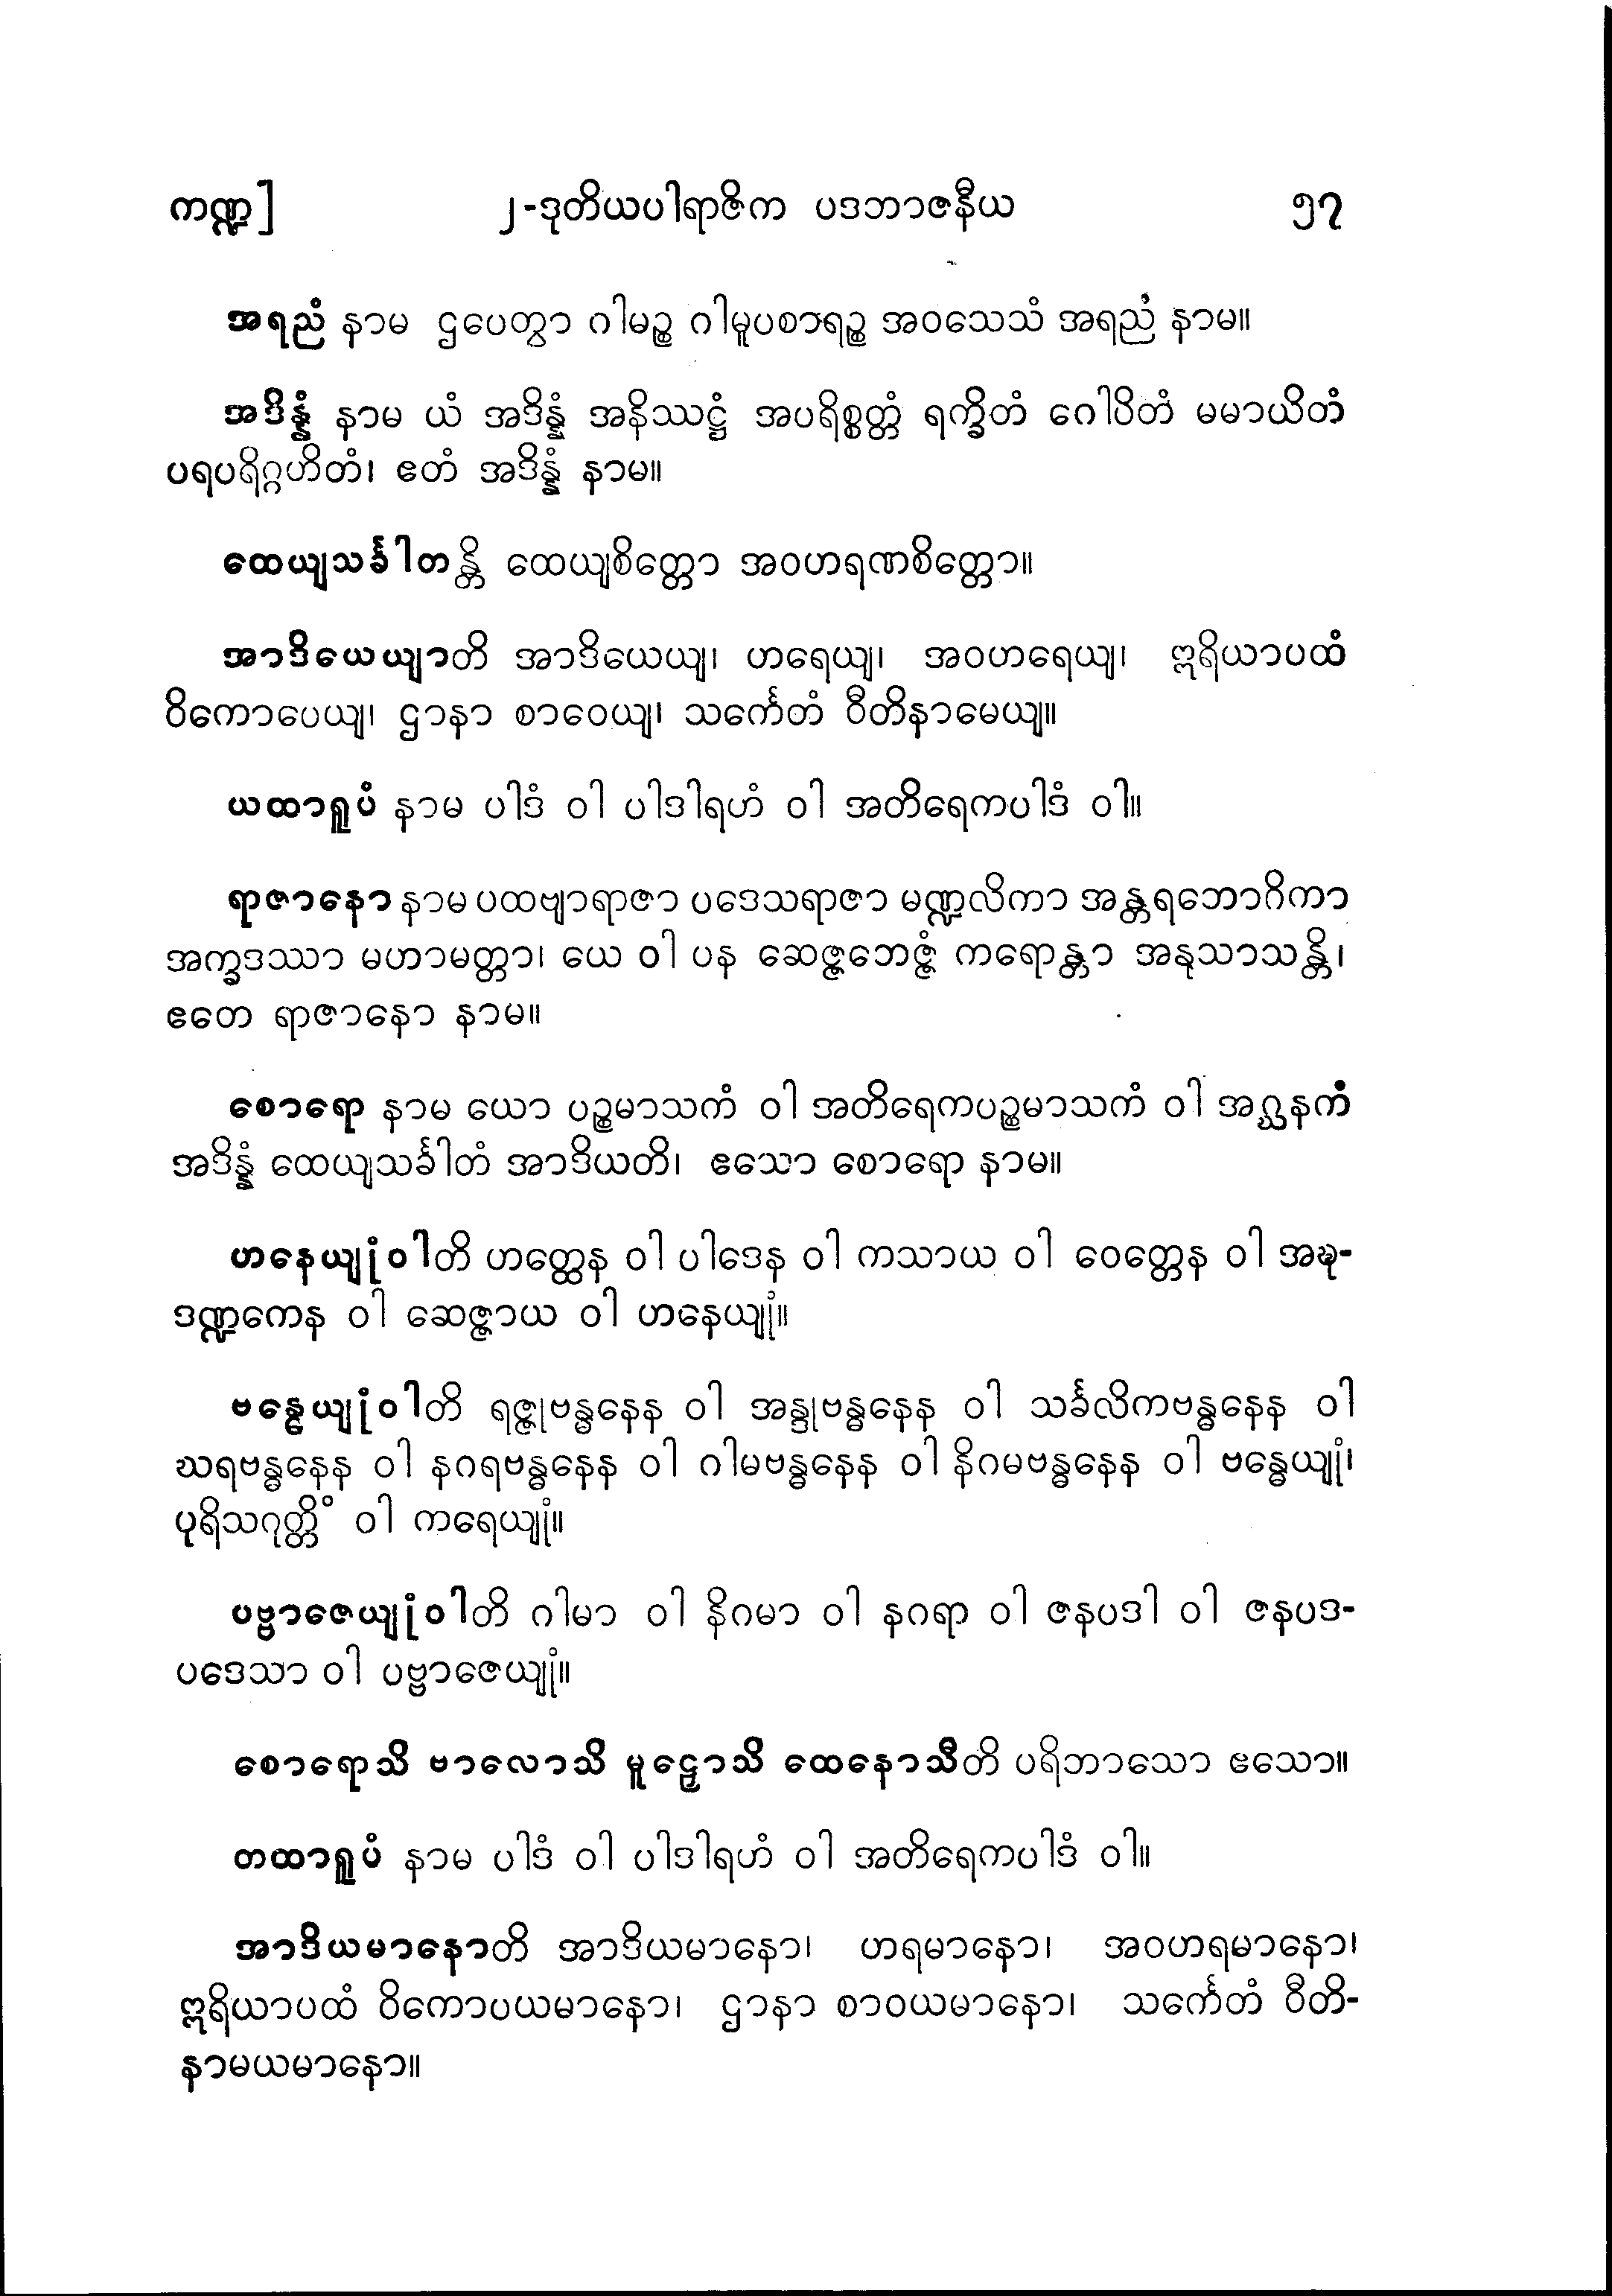 ကဏ္ဍ] ၂-ဒုတိယပါရာဇိက ပဒဘာဇနီယ ၅၇
အရညံ နာမ ဌပေတွာ ဂါမဉ္စ ဂါမူပစာရဉ္စ အဝသေသံ အရညံ နာမ။
အဒိန္နံ နာမ ယံ အဒိန္နံ အနိဿဋ္ဌံ အပရိစ္စတ္တံ ရက္ခိတံ ဂေါပိတံ မမာယိတံ
ပရပရိဂ္ဂဟိတံ၊ ဧတံ အဒိန္နံ နာမ။
ထေယျသင်္ခါတန္တိ ထေယျစိတ္တော အဝဟရဏစိတ္တော။
အာဒိယေယျာတိ အာဒိယေယျ၊ ဟရေယျ၊ အဝဟရေယျ၊ ဣရိယာပထံ
ဝိကောပေယျ၊ ဌာနာ စာဝေယျ၊ သင်္ကေတံ ဝီတိနာမေယျ။
ယထာရူပံ နာမ ပါဒံ ဝါ ပါဒါရဟံ ဝါ အတိရေကပါဒံ ဝါ။
ရာဇာနော နာမ ပထဗျာရာဇာ ပဒေသရာဇာ မဏ္ဍလိကာ အန္တရဘောဂိကာ
အက္ခဒဿာ မဟာမတ္တာ၊ ယေ ဝါ ပန ဆေဇ္ဇဘေဇ္ဇံ ကရောန္တာ အနုသာသန္တိ၊
ဧတေ ရာဇာနော နာမ။
စောရော နာမ ယော ပဉ္စမာသကံ ဝါ အတိရေကပဉ္စမာသကံ ဝါ အဂ္ဃနကံ
အဒိန္နံ ထေယျသင်္ခါတံ အာဒိယတိ၊ ဧသော စောရော နာမ။
ဟနေယျုံဝါတိ ဟတ္ထေန ဝါ ပါဒေန ဝါ ကသာယ ဝါ ဝေတ္တေန ဝါ အဍ္ဎ-
ဒဏ္ဍကေန ဝါ ဆေဇ္ဇာယ ဝါ ဟနေယျုံ။
ဗန္ဓေယျုံဝါတိ ရဇ္ဇုဗန္ဓနေန ဝါ အန္ဒုဗန္ဓနေန ဝါ သင်္ခလိကဗန္ဓနေန ဝါ
ဃရဗန္ဓနေန ဝါ နဂရဗန္ဓနေန ဝါ ဂါမဗန္ဓနေန ဝါ နိဂမဗန္ဓနေန ဝါ ဗန္ဓေယျုံ၊
ပုရိသဂုတ္တိံ ဝါ ကရေယျုံ။
ပဗ္ဗာဇေယျုံဝါတိ ဂါမာ ဝါ နိဂမာ ဝါ နဂရာ ဝါ ဇနပဒါ ဝါ ဇနပဒ-
ပဒေသာ ဝါ ပဗ္ဗာဇေယျုံ။
စောရောသိ ဗာလောသိ မူဠှောသိ ထေနောသီတိ ပရိဘာသော ဧသော။
တထာရူပံ နာမ ပါဒံ ဝါ ပါဒါရဟံ ဝါ အတိရေကပါဒံ ဝါ။
အာဒိယမာနောတိ အာဒိယမာနော၊ ဟရမာနော၊ အဝဟရမာနော၊
ဣရိယာပထံ ဝိကောပယမာနော၊ ဌာနာ စာဝယမာနော၊ သင်္ကေတံ ဝီတိ-
နာမယမာနော။